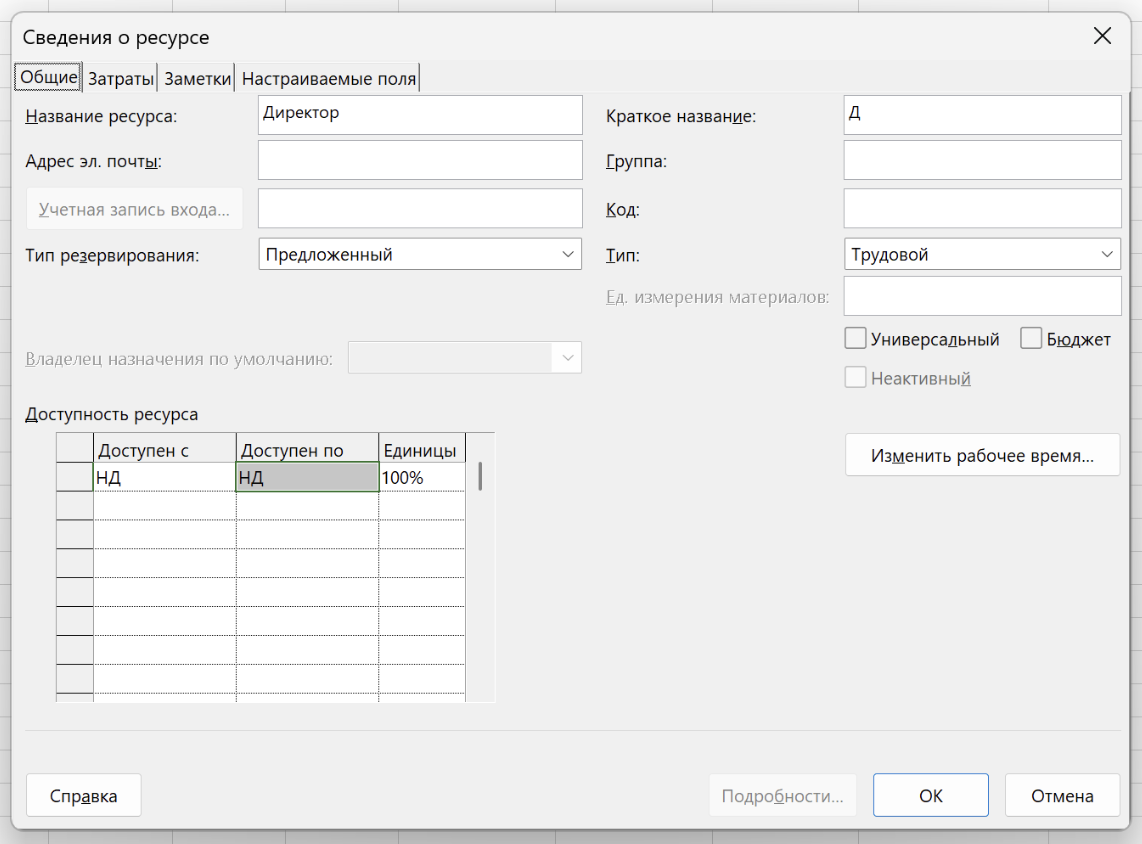 Сведения о ресурсе
Общие Затраты Заметки Настраиваемые поля
Название ресурса: Директор Краткое название: Д
Адрес эл. почты: Группа:
Учетная запись входа... Код:
Тип резервирования: Предложенный Тип: Трудовой
Ед. измерения материалов:
Универсальный Бюджет
Владелец назначения по умолчанию:
Неактивный
Доступность ресурса
Доступен с Доступен по Единицы
Изменить рабочее время...
НД НД 100%
Справка Подробности... ОК Отмена